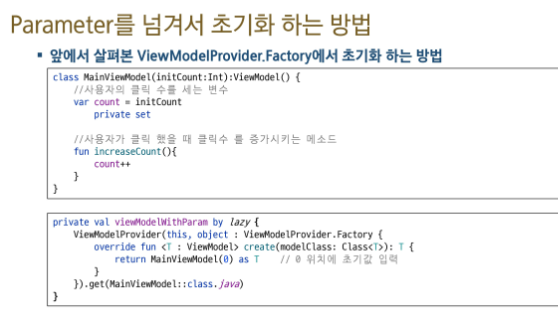 Parameter를 넘겨서 초기화 하는 방법
▪ 앞에서 살펴본 ViewModelProvider.Factory에서 초기화 하는 방법
class MainViewModel(initCount:Int):ViewModel() {
//사용자의 클릭 수를 세는 변수
var count = initCount
private set
//사용자가 클릭 했을 때 클릭수 를 증가시키는 메소드
fun increaseCount(){
count++
}
}
private val viewModelWithParam by lazy {
ViewModelProvider(this, object : ViewModelProvider.Factory {
override fun <T : ViewModel> create(modelClass: Class<T>): T {
return MainViewModel(0) as T // 0 위치에 초기값 입력
}
}).get(MainViewModel::class.java)
}